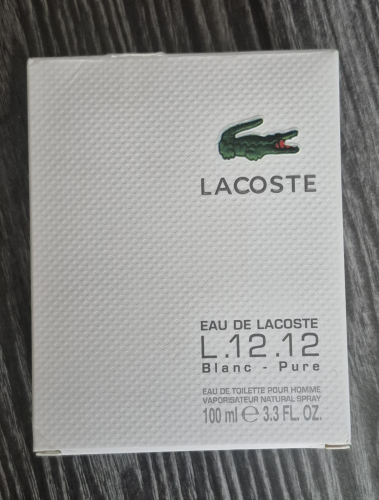 LACOSTE
EAU DE LACOSTE
L.12.12
Blanc - Pure
EAU DE TOILETTE POUR HOMME
VAPORISATEUR NATURAL SPRAY
100 ml ℮ 3.3 FL. OZ.